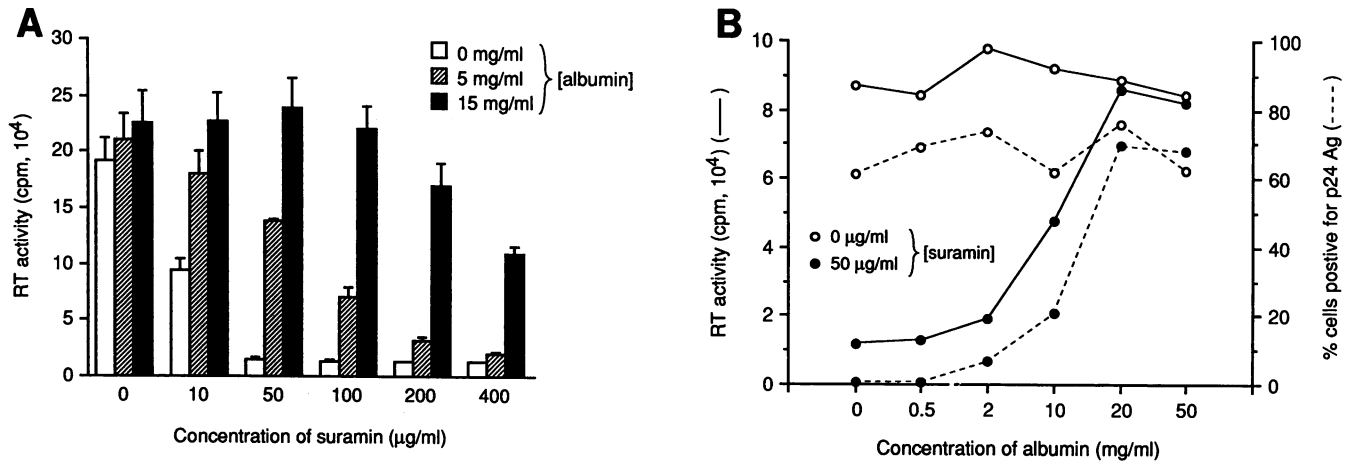 A
30
25
20
15
10
5
0
RT activity (cpm, 10⁴)
0 mg/ml
5 mg/ml
15 mg/ml
[albumin]
0 10 50 100 200 400
Concentration of suramin (µg/ml)
B
10
8
6
4
2
0
RT activity (cpm, 10⁴) (——)
0 µg/ml
50 µg/ml
[suramin]
100
80
60
40
20
0
% cells postive for p24 Ag (----)
0 0.5 2 10 20 50
Concentration of albumin (mg/ml)